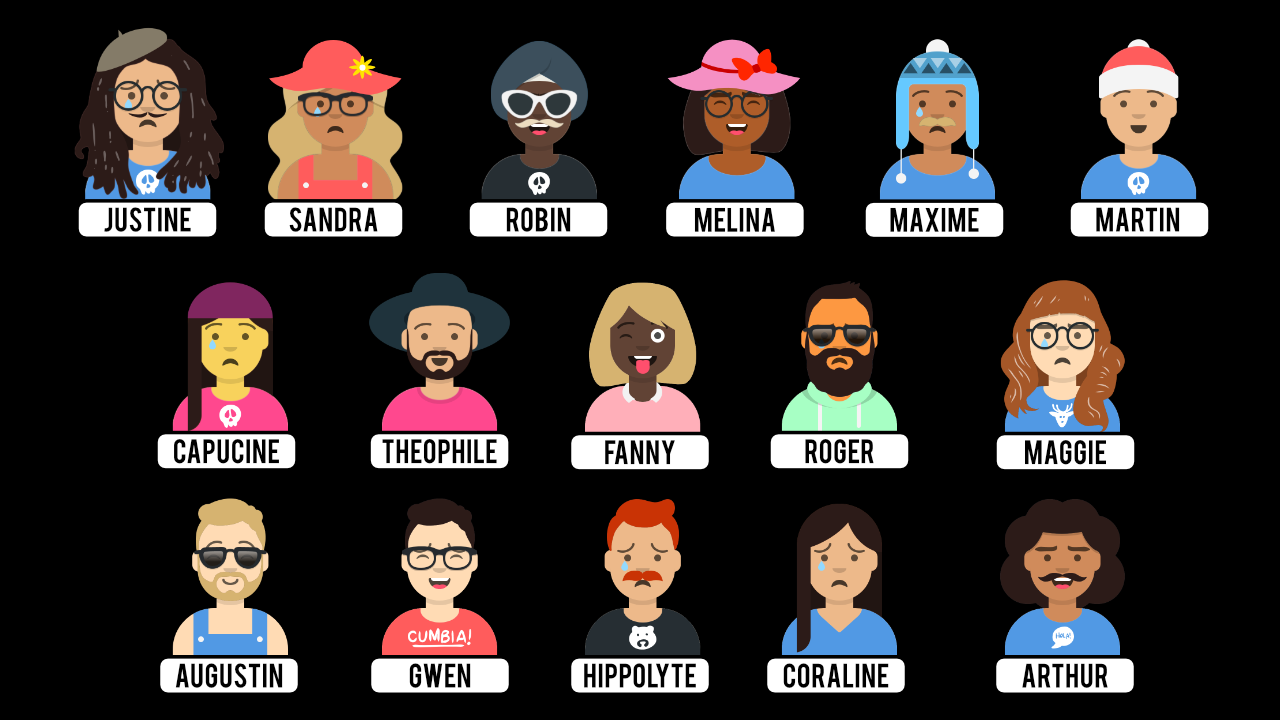 JUSTINE
SANDRA
ROBIN
MELINA
MAXIME
MARTIN
CAPUCINE
THEOPHILE
FANNY
ROGER
MAGGIE
CUMBIA!
HOLA!
AUGUSTIN
GWEN
HIPPOLYTE
CORALINE
ARTHUR